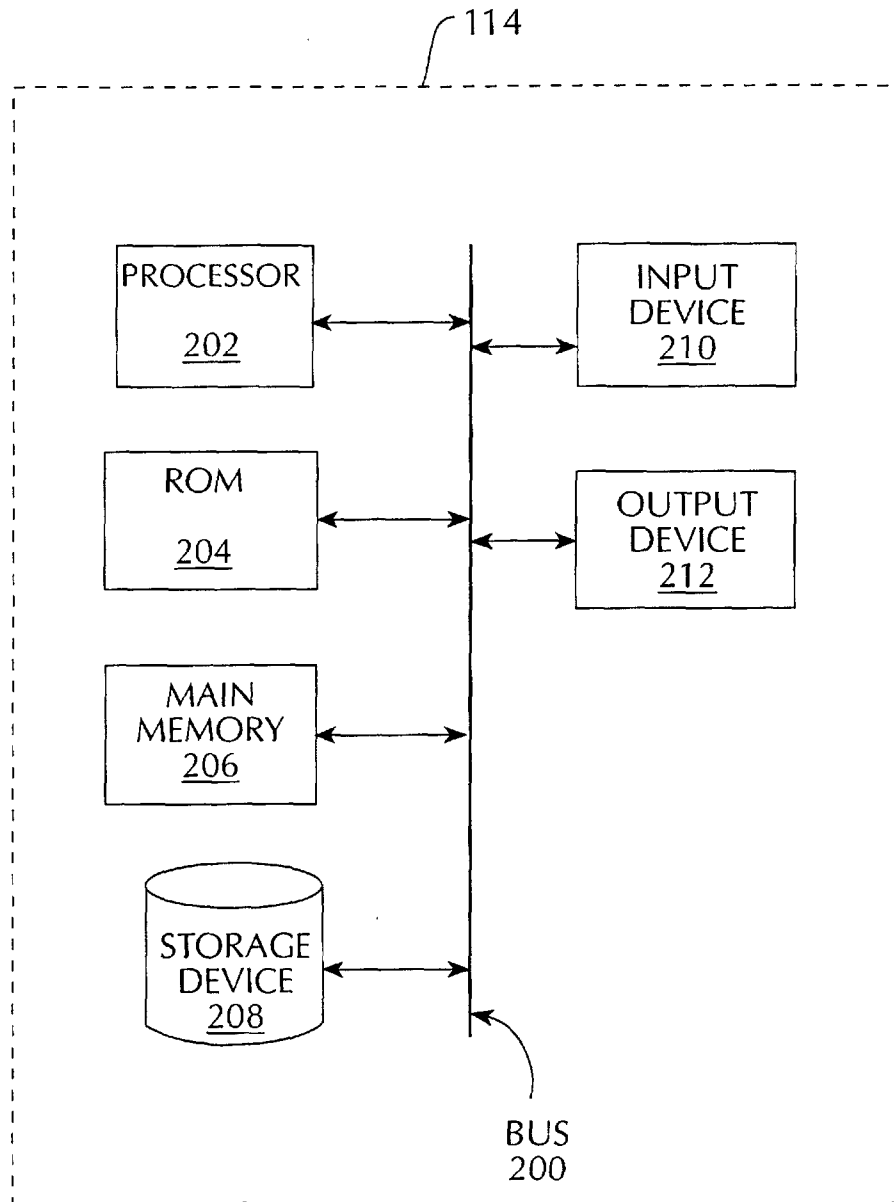 114
PROCESSOR
202
INPUT
DEVICE
210
ROM
204
OUTPUT
DEVICE
212
MAIN
MEMORY
206
STORAGE
DEVICE
208
BUS
200